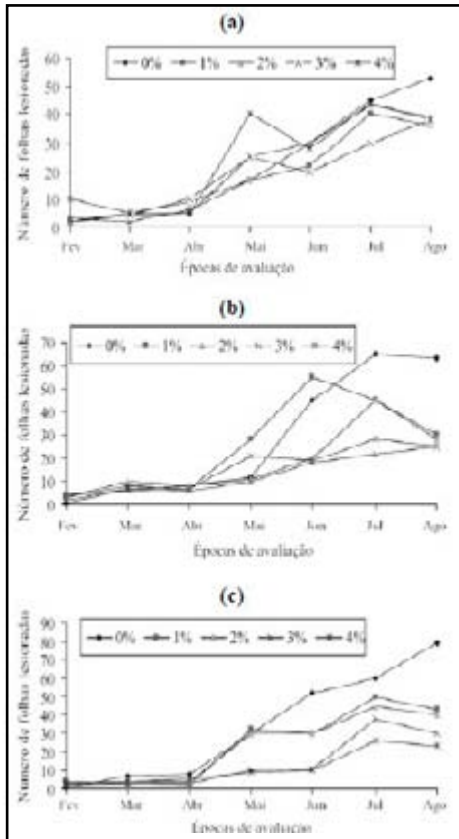 (a)
0% 1% 2% 3% 4%
Número de folhas lesionadas
60
50
40
30
20
10
0
Fev Mar Abr Mai Jun Jul Ago
Épocas de avaliação
(b)
0% 1% 2% 3% 4%
Número de folhas lesionadas
70
60
50
40
30
20
10
0
Fev Mar Abr Mai Jun Jul Ago
Épocas de avaliação
(c)
0% 1% 2% 3% 4%
Número de folhas lesionadas
90
80
70
60
50
40
30
20
10
0
Fev Mar Abr Mai Jun Jul Ago
Épocas de avaliação